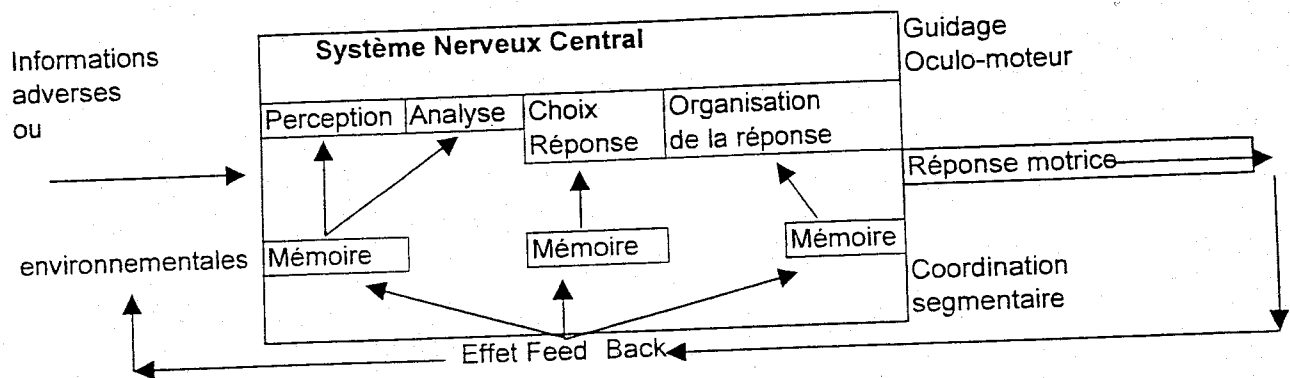 Informations
adverses
ou
environnementales
Système Nerveux Central
Perception
Analyse
Choix
Réponse
Organisation
de la réponse
Mémoire
Mémoire
Mémoire
Guidage
Oculo-moteur
Réponse motrice
Coordination
segmentaire
Effet Feed Back